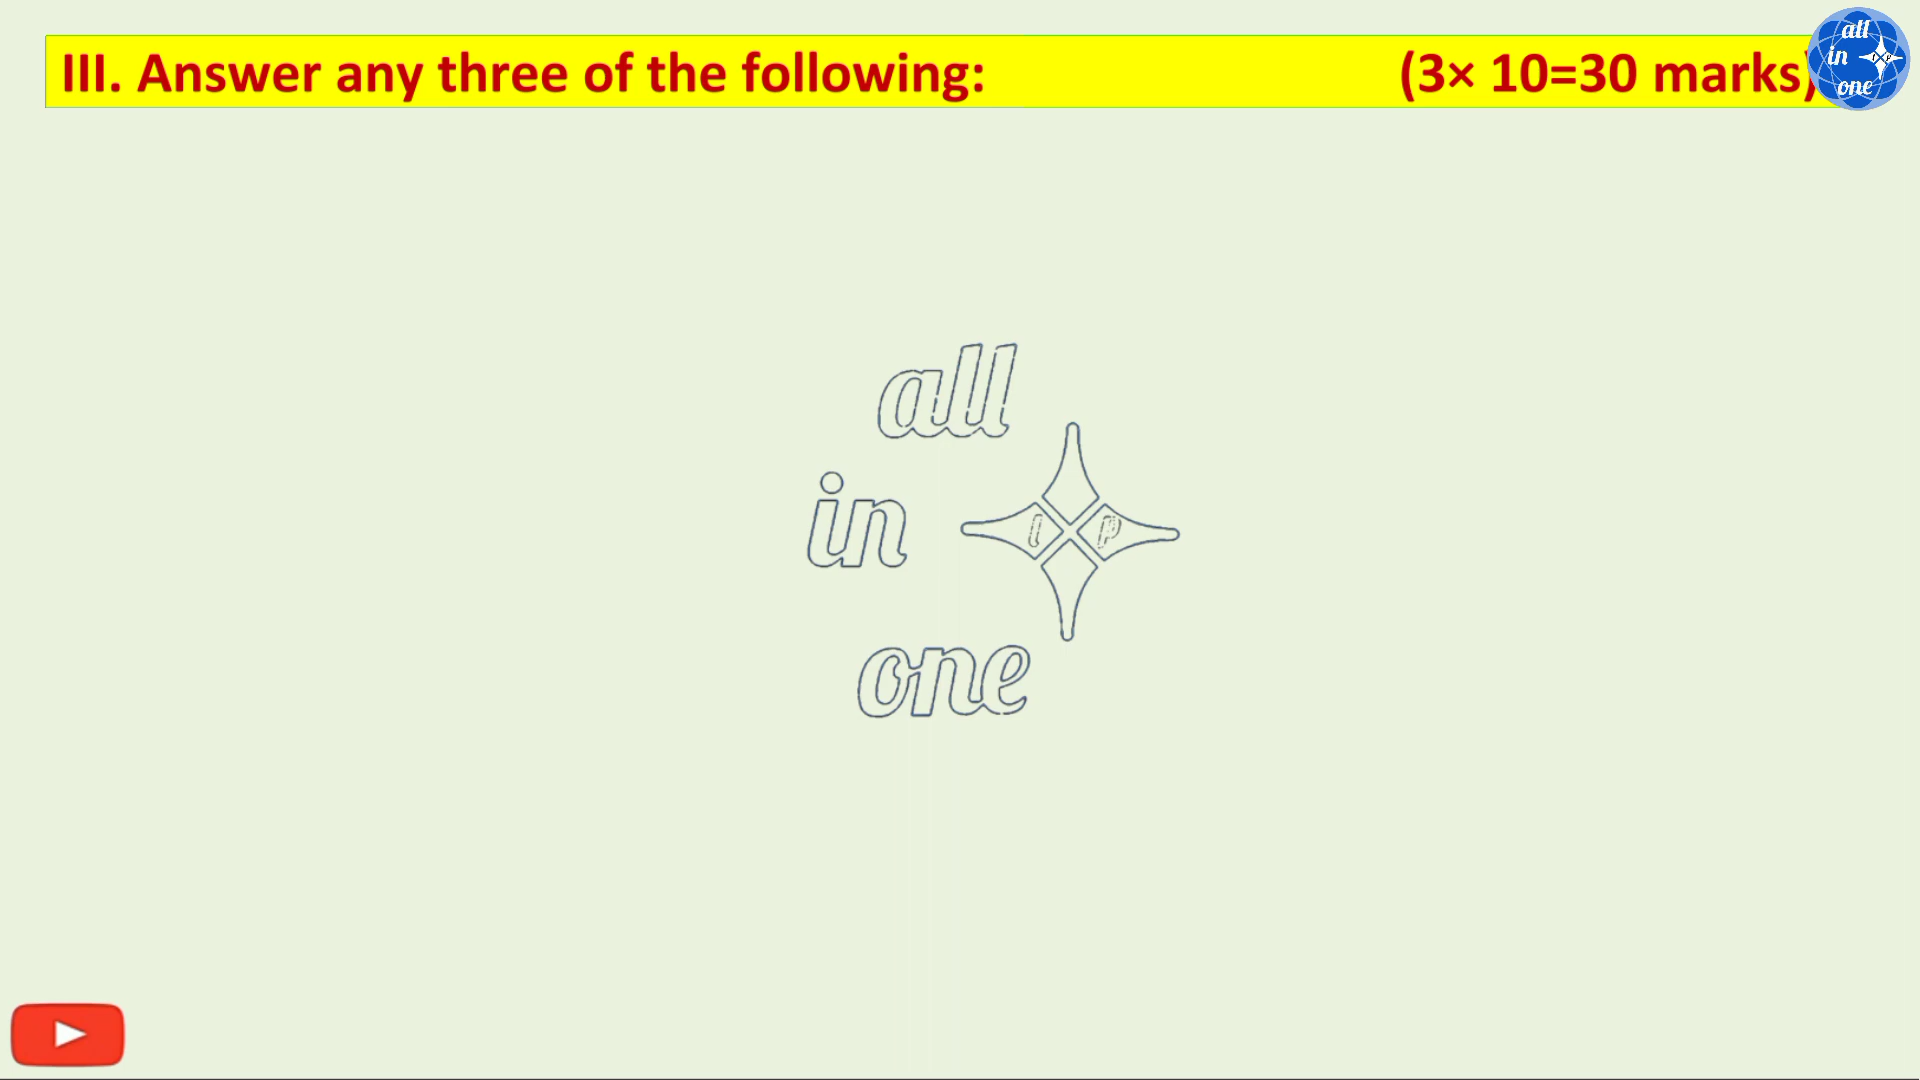 III. Answer any three of the following: (3× 10=30 marks)
all
in
one
all
in
I P
one